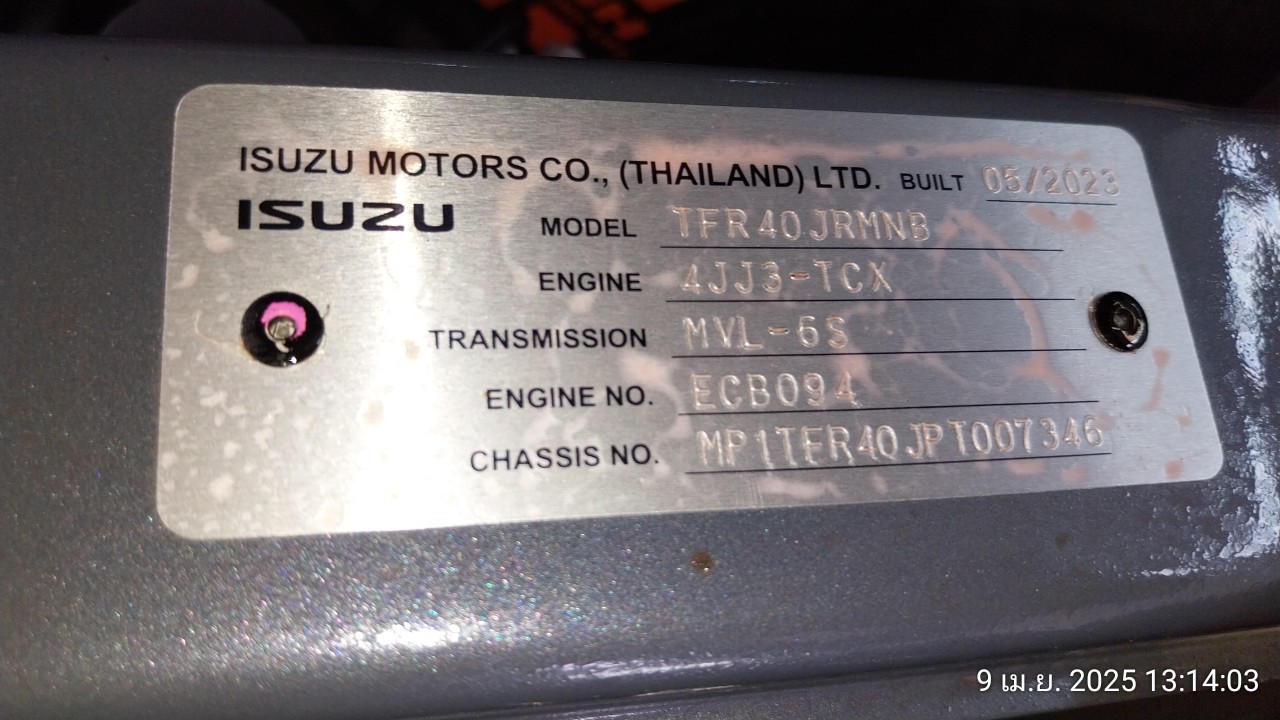 ISUZU MOTORS CO., (THAILAND) LTD. BUILT 05/2023
ISUZU
MODEL TFR40JRMNB
ENGINE 4JJ3-TCX
TRANSMISSION MVL-6S
ENGINE NO. ECB094
CHASSIS NO. MP1TFR40JPT007346
9 เม.ย. 2025 13:14:03